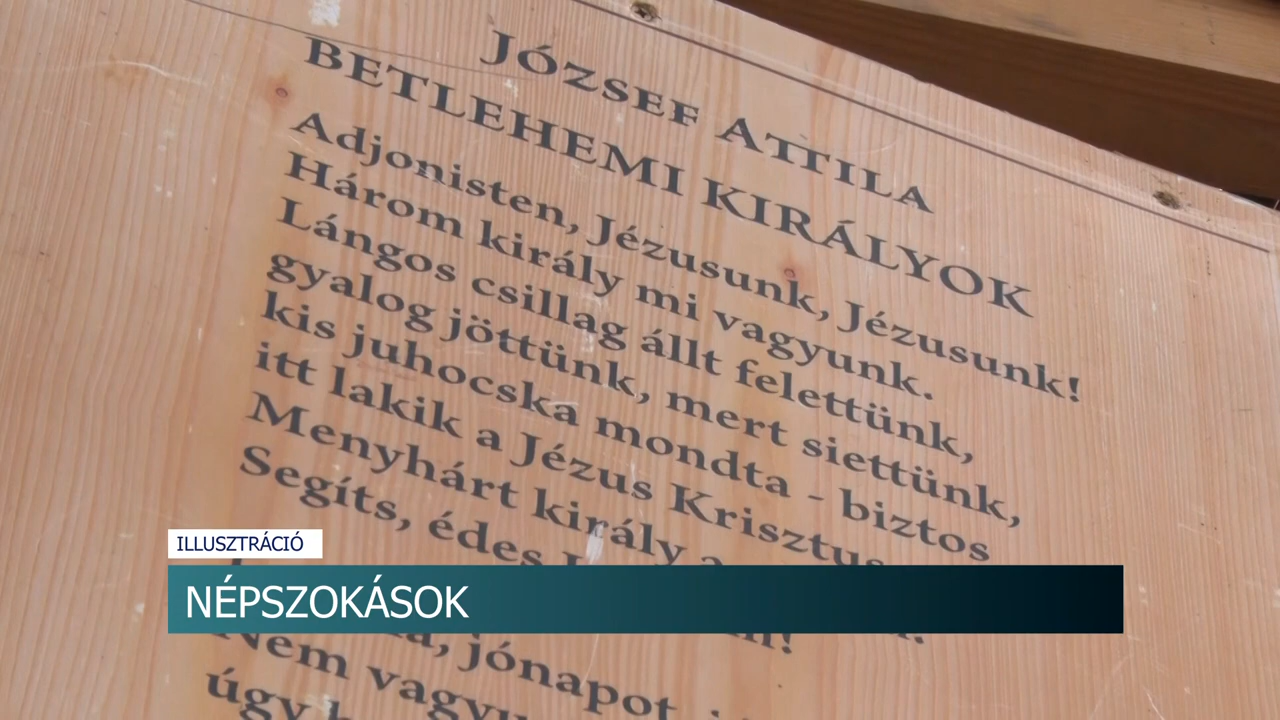 JÓZSEF ATTILA
BETLEHEMI KIRÁLYOK
Adjonisten, Jézusunk, Jézusunk!
Három király mi vagyunk.
Lángos csillag állt felettünk,
gyalog jöttünk, mert siettünk,
kis juhocska mondta - biztos
itt lakik a Jézus Krisztus
Menyhárt király a
Segíts, édes
jónapot
Nem
úgy
ILLUSZTRÁCIÓ
NÉPSZOKÁSOK